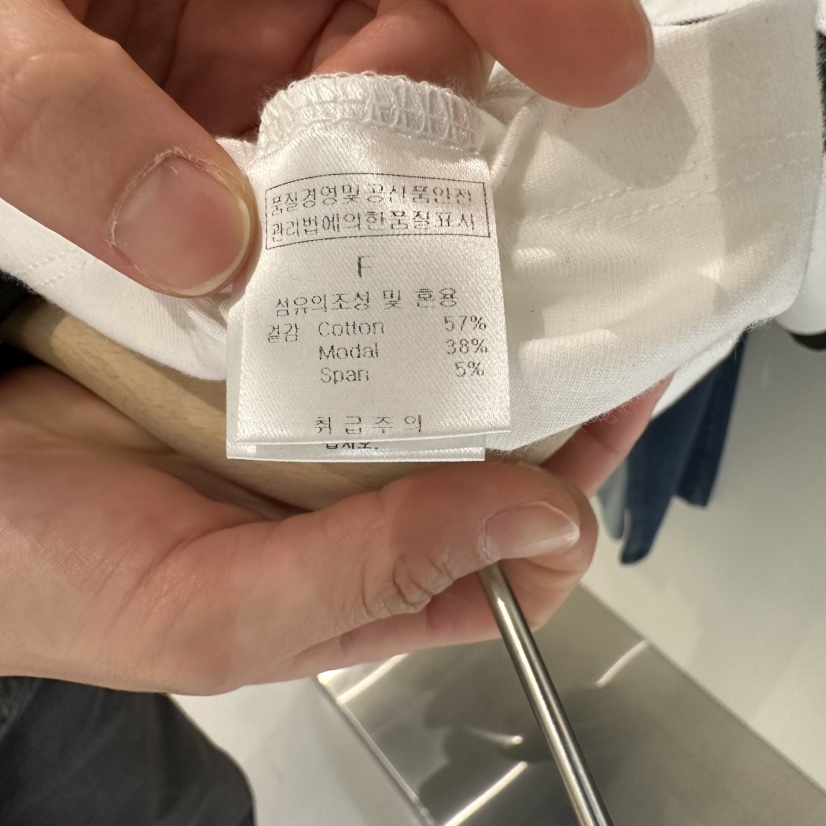 품질경영및공산품안전
관리법에의한품질표시
F
섬유의조성 및 혼용
겉감 Cotton 57%
Modal 38%
Span 5%
취급주의